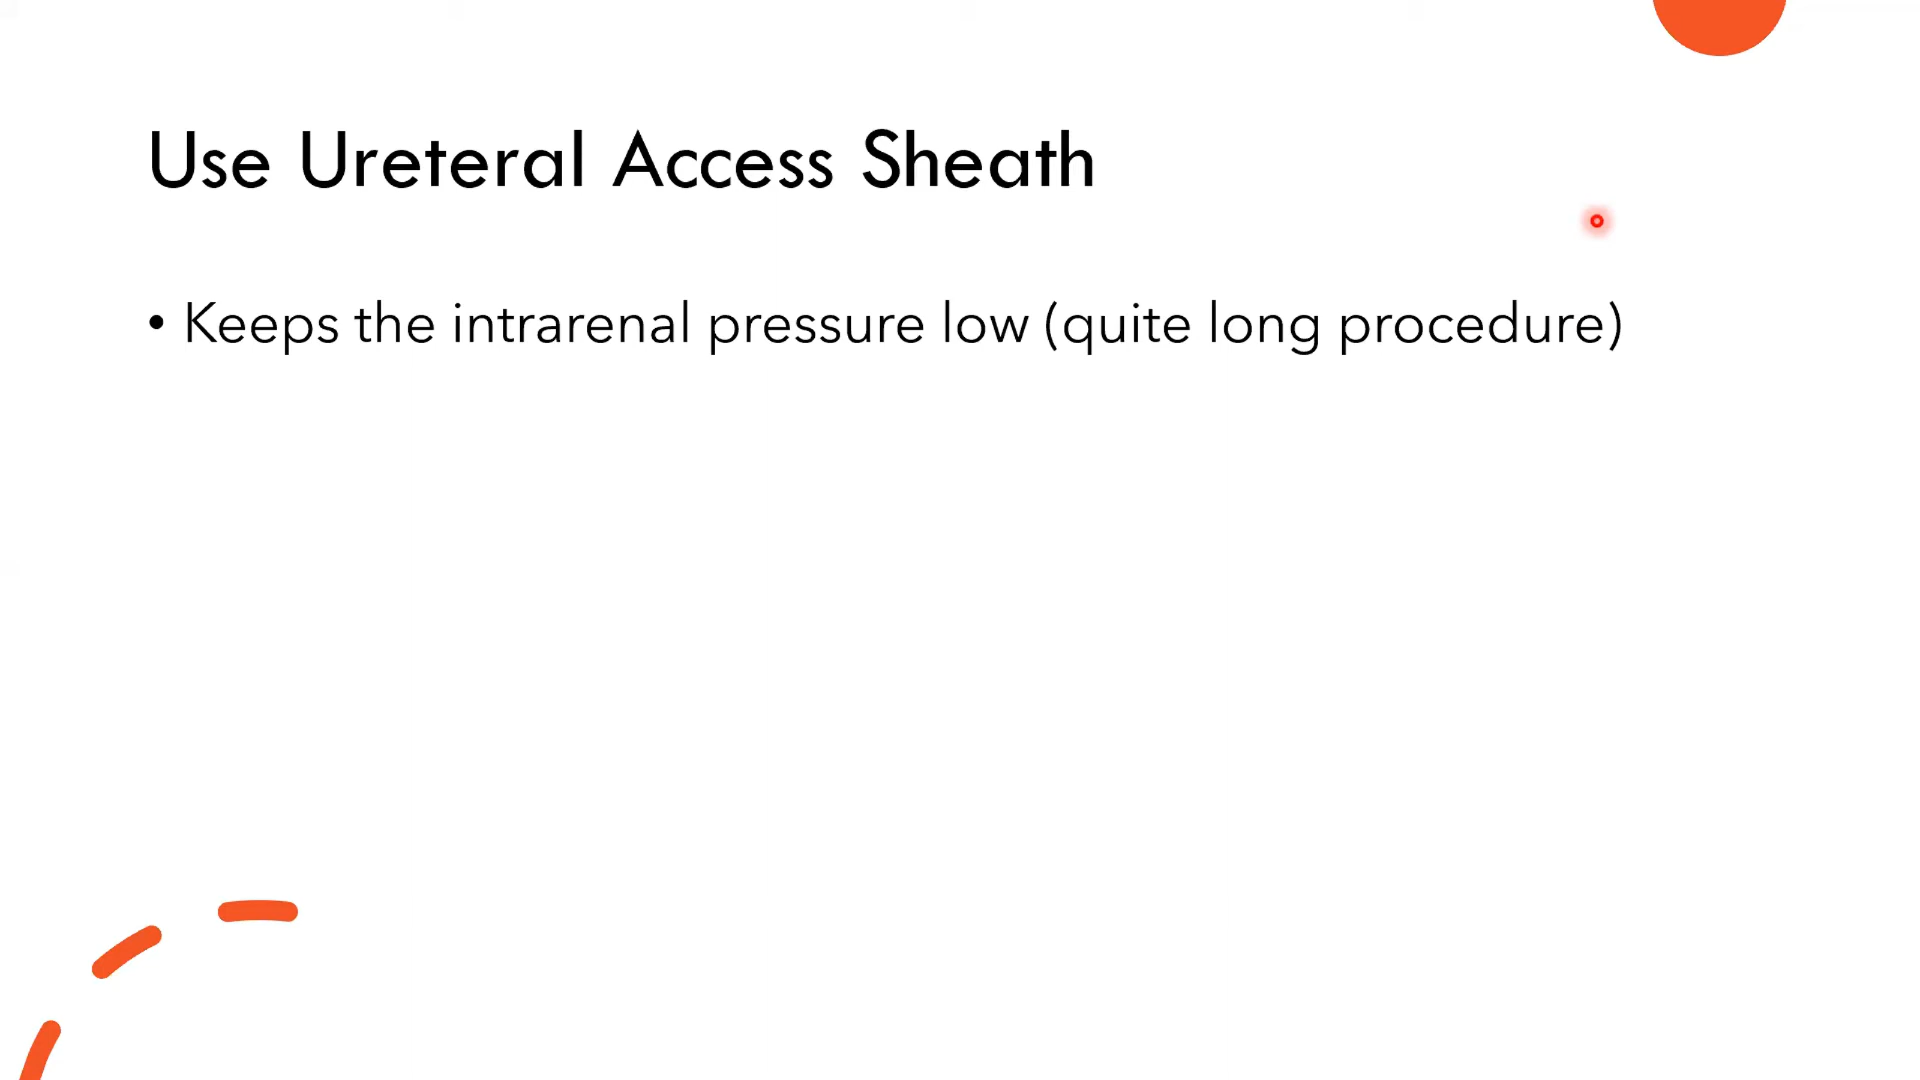 Use Ureteral Access Sheath
• Keeps the intrarenal pressure low (quite long procedure)